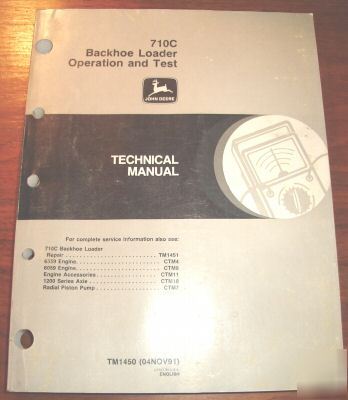 710C
Backhoe Loader
Operation and Test
JOHN DEERE
TECHNICAL
MANUAL
For complete service information also see:
710C Backhoe Loader
Repair . . . . . . . . . . . . . . . . . . . . . . . . TM1451
6359 Engine. . . . . . . . . . . . . . . . . . . . . CTM4
6059 Engine. . . . . . . . . . . . . . . . . . . . . CTM8
Engine Accessories . . . . . . . . . . . . . . . CTM11
1200 Series Axle . . . . . . . . . . . . . . . . . CTM18
Radial Piston Pump . . . . . . . . . . . . . . . CTM7
TM1450 (04NOV91)
ENGLISH